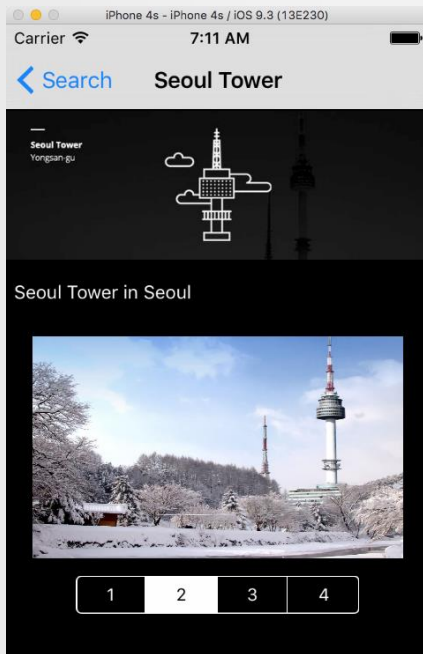 iPhone 4s - iPhone 4s / iOS 9.3 (13E230)
Carrier 7:11 AM
Search Seoul Tower
Seoul Tower
Yongsan-gu
Seoul Tower in Seoul
1 2 3 4